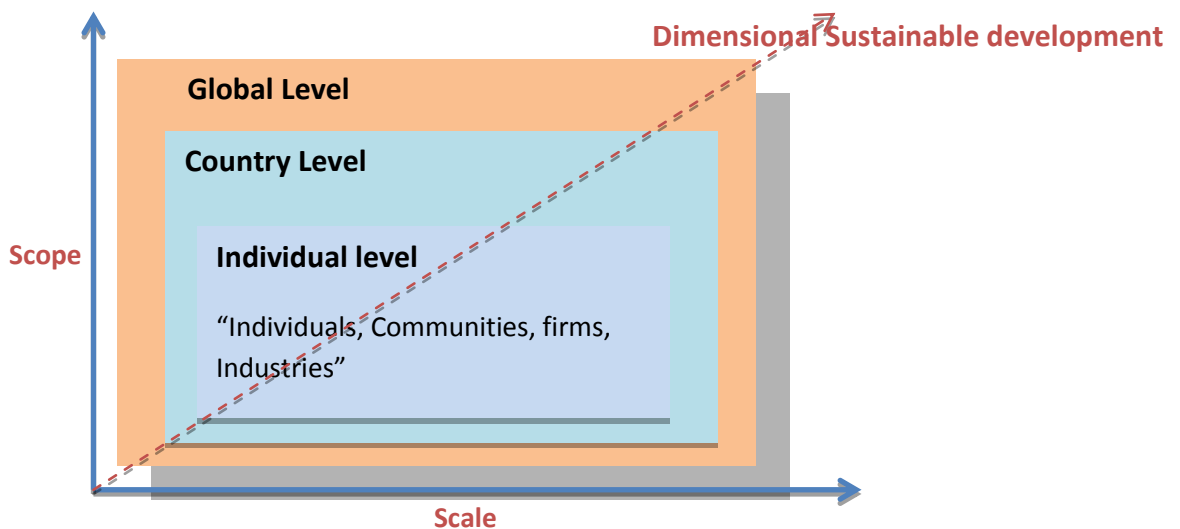 Dimensional Sustainable development
Global Level
Country Level
Individual level
Scope
“Individuals, Communities, firms,
Industries”
Scale